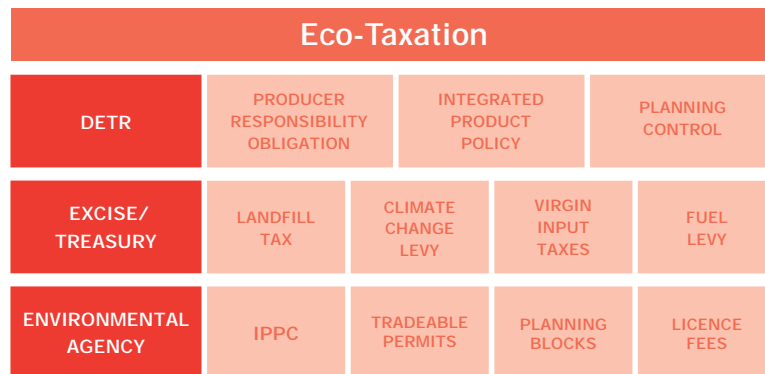 Eco-Taxation
DETR
PRODUCER
RESPONSIBILITY
OBLIGATION
INTEGRATED
PRODUCT
POLICY
PLANNING
CONTROL
EXCISE/
TREASURY
LANDFILL
TAX
CLIMATE
CHANGE
LEVY
VIRGIN
INPUT
TAXES
FUEL
LEVY
ENVIRONMENTAL
AGENCY
IPPC
TRADEABLE
PERMITS
PLANNING
BLOCKS
LICENCE
FEES